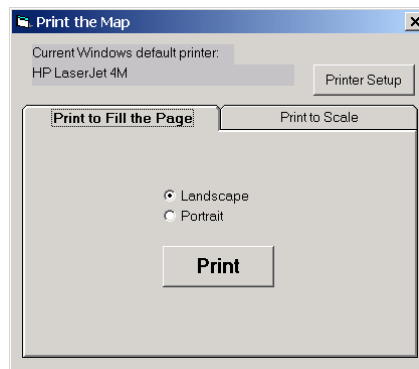 Print the Map
Current Windows default printer:
HP LaserJet 4M
Printer Setup
Print to Fill the Page
Print to Scale
Landscape
Portrait
Print